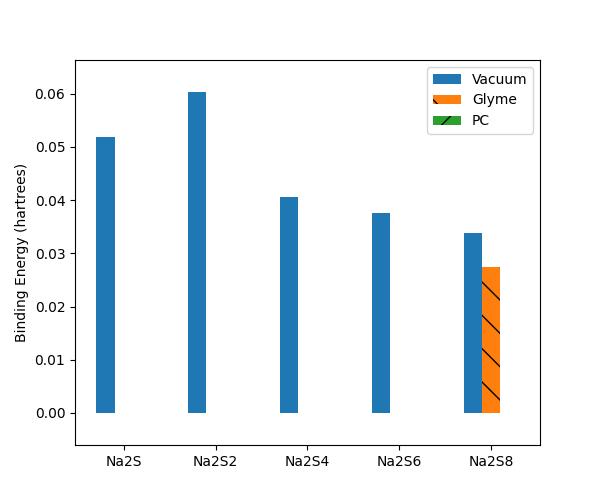 Vacuum
Glyme
PC
0.06
0.05
0.04
0.03
0.02
0.01
0.00
Binding Energy (hartrees)
Na2S
Na2S2
Na2S4
Na2S6
Na2S8